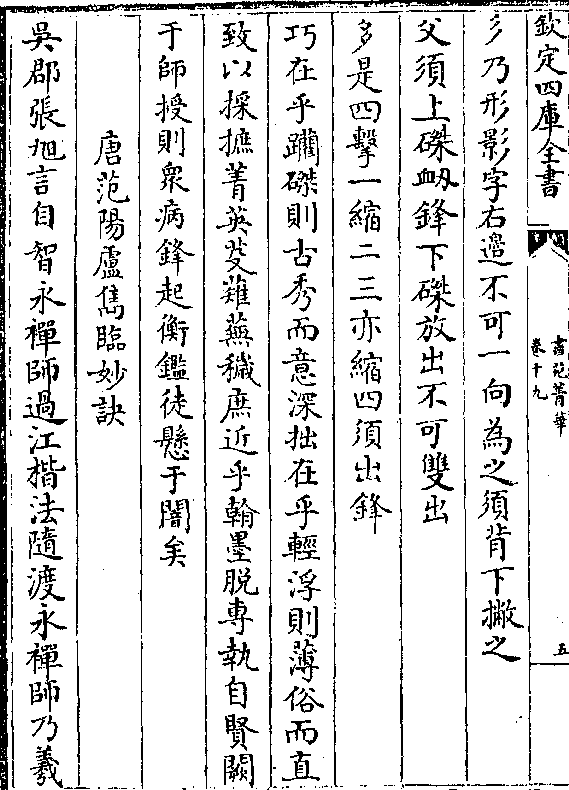 欽定四庫全書
書苑菁華
卷十九
五
彡乃形影字右邉不可一向為之須背下撇之
父須上磔衂鋒下磔放出不可雙出
多是四擊一縮二三亦縮四須出鋒
巧在乎躙磔則古秀而意深拙在乎輕浮則薄俗而直
致以採摭菁英芟薙蕪穢庶近乎翰墨脱專執自賢闕
于師授則衆病鋒起衡鑑徒懸于闇矣
唐范陽盧雋臨妙訣
吳郡張旭言自智永禪師過江楷法隨渡永禪師乃羲